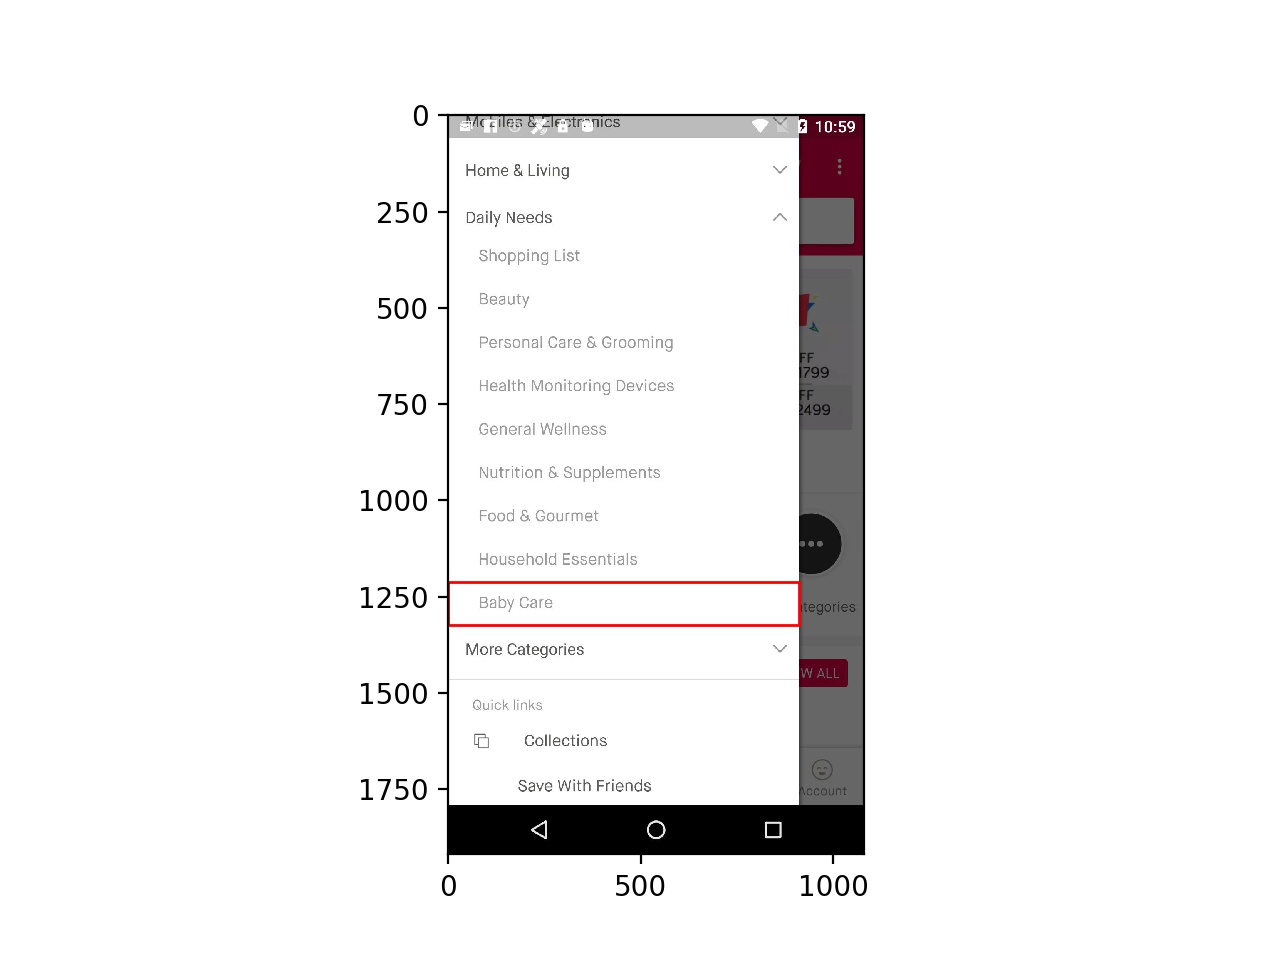 0
250
500
750
1000
1250
1500
1750
0
500
1000
Mobiles & Electronics
10:59
Home & Living
Daily Needs
Shopping List
Beauty
Personal Care & Grooming
Health Monitoring Devices
General Wellness
Nutrition & Supplements
Food & Gourmet
Household Essentials
Baby Care
More Categories
Quick links
Collections
Save With Friends
FF
1799
FF
2499
tegories
W ALL
Account